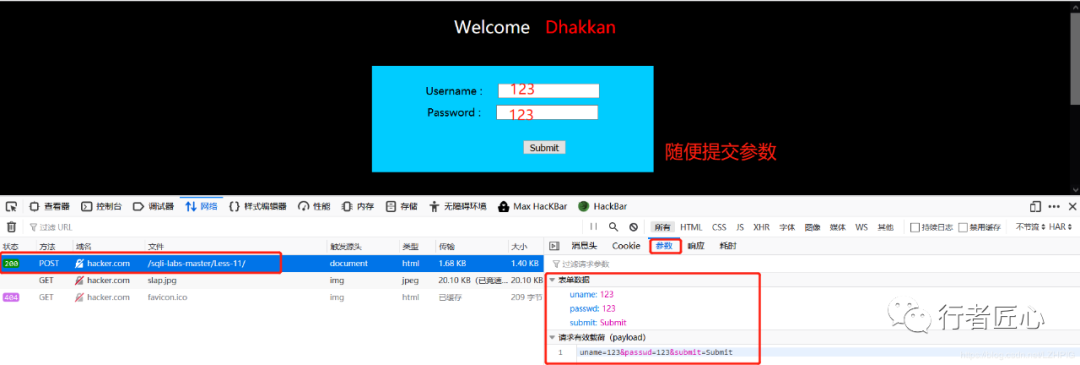 Welcome Dhakkan
Username : 123
Password : 123
Submit
随便提交参数
查看器 控制台 调试器 网络 样式编辑器 性能 内存 存储 无障碍环境 Max HacKBar HackBar
过滤 URL
所有 HTML CSS JS XHR 字体 图像 媒体 WS 其他 持续日志 禁用缓存 不节流 HAR
状态 方法 域名 文件 触发源头 类型 传输 大小
消息头 Cookie 参数 响应 耗时
200 POST hacker.com /sqli-labs-master/Less-11/ document html 1.68 KB 1.40 KB
GET hacker.com slap.jpg img jpeg 20.10 KB 20.10 KB
404 GET hacker.com favicon.ico img html 已缓存 209 字节
过滤请求参数
表单数据
uname: 123
passwd: 123
submit: Submit
请求有效载荷 (payload)
1 uname=123&passwd=123&submit=Submit
行者匠心